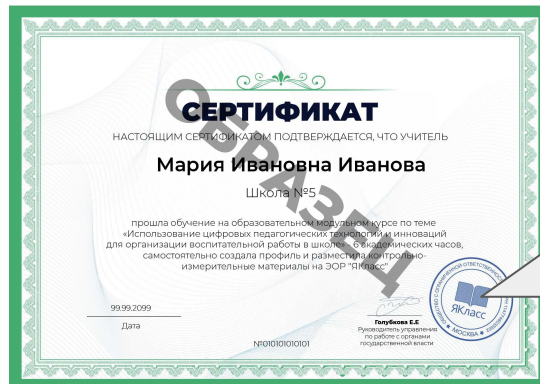 СЕРТИФИКАТ
НАСТОЯЩИМ СЕРТИФИКАТОМ ПОДТВЕРЖДАЕТСЯ, ЧТО УЧИТЕЛЬ
Мария Ивановна Иванова
Школа №5
ОБРАЗЕЦ
прошла обучение на образовательном модульном курсе по теме
«Использование цифровых педагогических технологий и инноваций
для организации воспитательной работы в школе» - 6 академических часов,
самостоятельно создала профиль и разместила контрольно-
измерительные материалы на ЭОР "ЯКласс"
99.99.2099
Дата
Голубкова Е.Е
Руководитель управления
по работе с органами
государственной власти
№010101010101
ОБЩЕСТВО С ОГРАНИЧЕННОЙ ОТВЕТСТВЕННОСТЬЮ
ЯКласс
МОСКВА